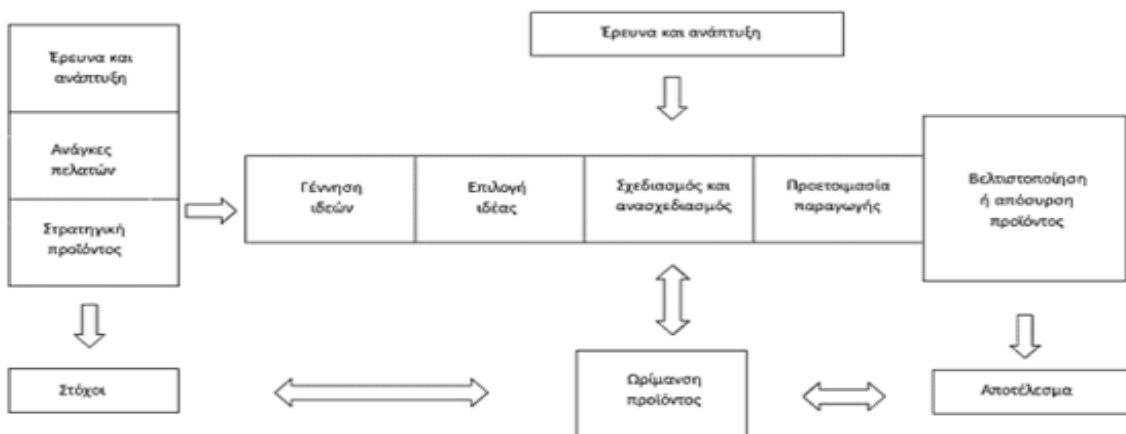 Έρευνα και
ανάπτυξη
Ανάγκες
πελατών
Στρατηγική
προϊόντος
Στόχοι
Έρευνα και ανάπτυξη
Γέννηση
ιδεών
Επιλογή
ιδέας
Σχεδιασμός και
ανασχεδιασμός
Προετοιμασία
παραγωγής
Βελτιστοποίηση
ή απόσυρση
προϊόντος
Ωρίμανση
προϊόντος
Αποτέλεσμα